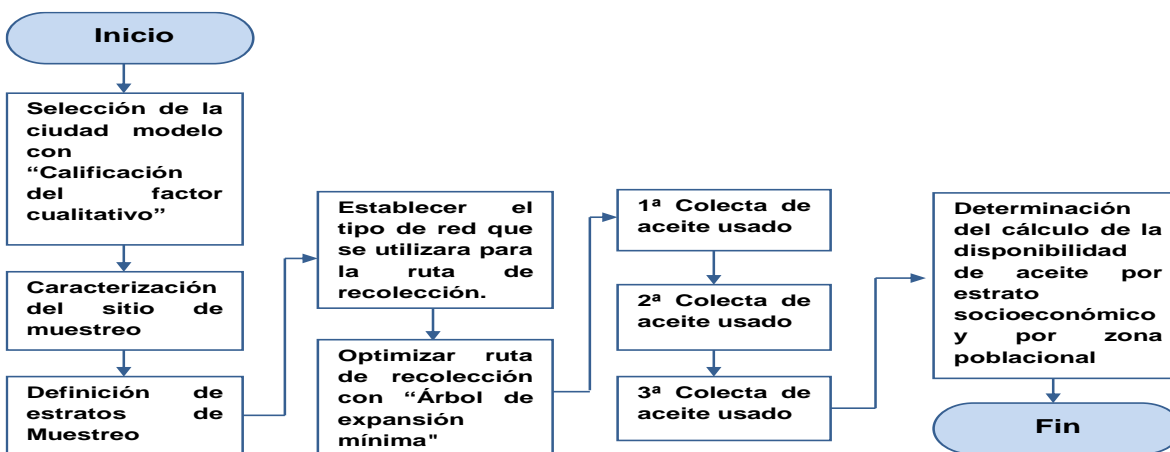 Inicio
Selección de la
ciudad modelo
con
“Calificación
del factor
cualitativo”
Caracterización
del sitio de
muestreo
Definición de
estratos de
Muestreo
Establecer el
tipo de red que
se utilizara para
la ruta de
recolección.
Optimizar ruta
de recolección
con “Árbol de
expansión
mínima"
1ª Colecta de
aceite usado
2ª Colecta de
aceite usado
3ª Colecta de
aceite usado
Determinación
del cálculo de la
disponibilidad
de aceite por
estrato
socioeconómico
y por zona
poblacional
Fin